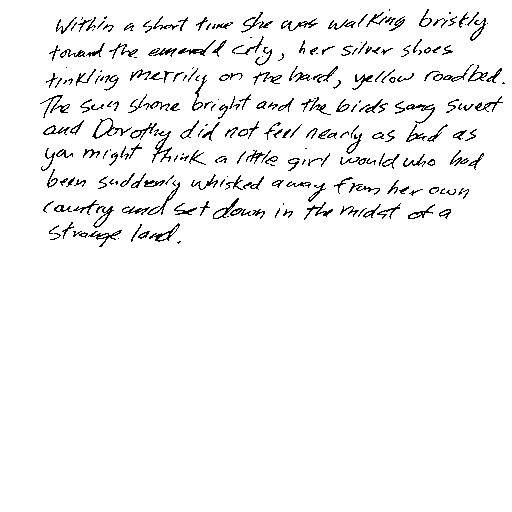 Within a short time she was walking briskly
toward the emerald city, her silver shoes
tinkling merrily on the hard, yellow roadbed.
The sun shone bright and the birds sang sweet
and Dorothy did not feel nearly as bad as
you might think a little girl would who had
been suddenly whisked away from her own
country and set down in the midst of a
strange land.